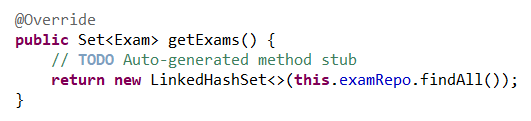 @Override
public Set<Exam> getExams() {
    // TODO Auto-generated method stub
    return new LinkedHashSet<>(this.examRepo.findAll());
}